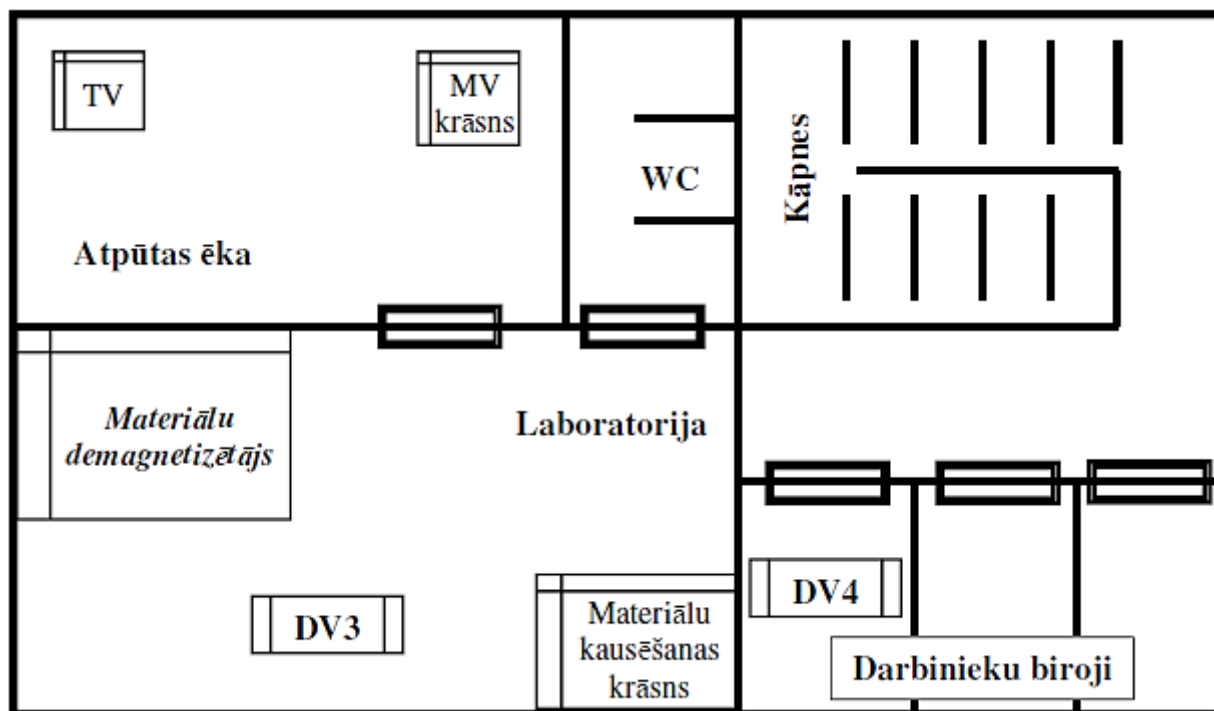 TV
MV
krāsns
WC
Kāpnes
Atpūtas ēka
Materiālu
demagnetizētājs
Laboratorija
DV3
Materiālu
kausēšanas
krāsns
DV4
Darbinieku biroji